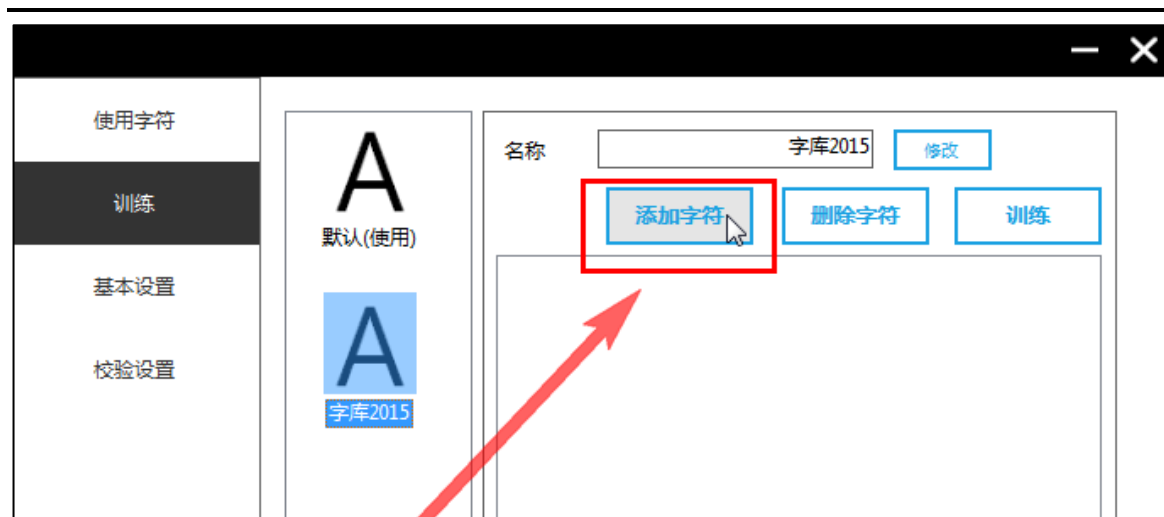 使用字符
训练
基本设置
校验设置
A
默认(使用)
A
字库2015
名称
字库2015
修改
添加字符
删除字符
训练